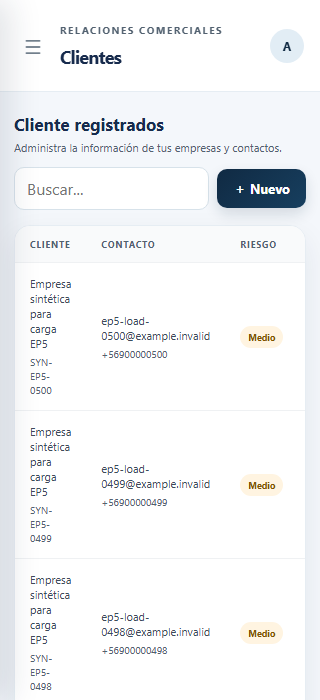 RELACIONES COMERCIALES
Clientes
A
Cliente registrados
Administra la información de tus empresas y contactos.
Buscar...
+ Nuevo
CLIENTE CONTACTO RIESGO
Empresa
sintética
para
carga
EP5
SYN-
EP5-
0500
ep5-load-
0500@example.invalid
+56900000500
Medio
Empresa
sintética
para
carga
EP5
SYN-
EP5-
0499
ep5-load-
0499@example.invalid
+56900000499
Medio
Empresa
sintética
para
carga
EP5
SYN-
EP5-
0498
ep5-load-
0498@example.invalid
+56900000498
Medio